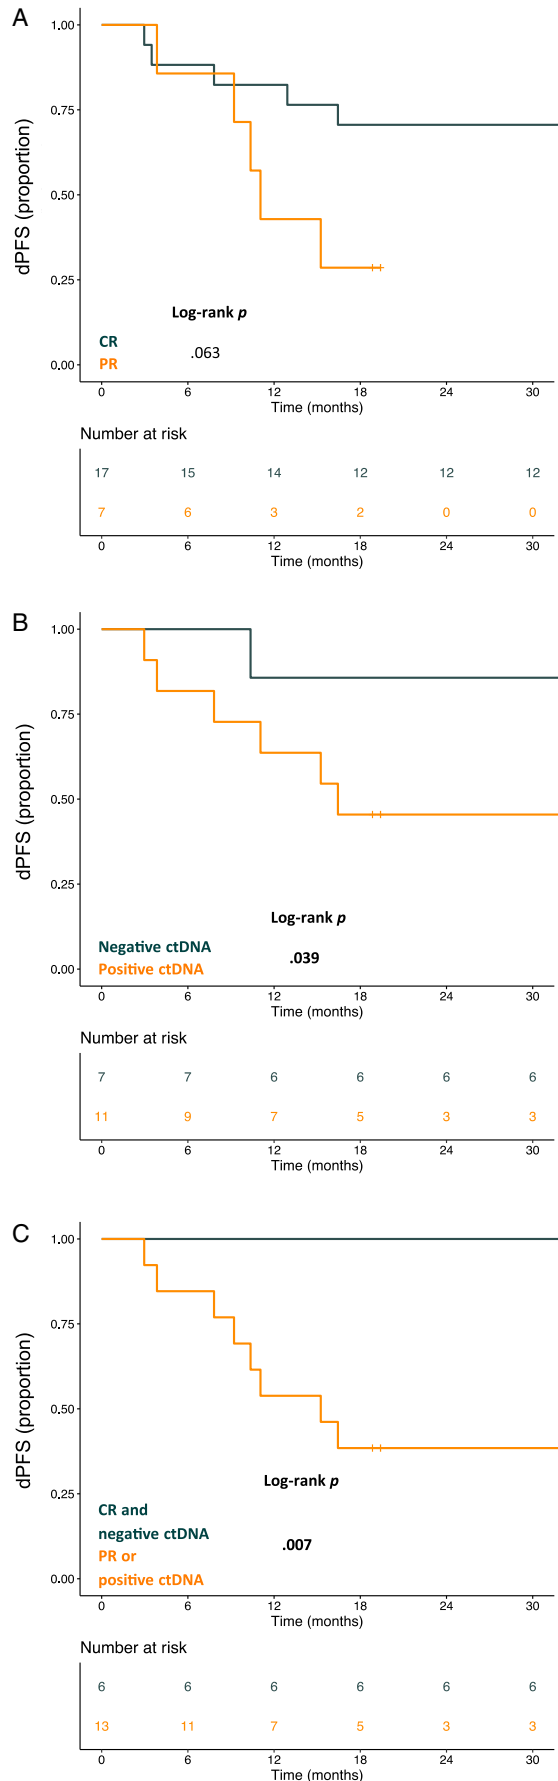 A
1.00
0.75
0.50
0.25
0.00
dPFS (proportion)
Log-rank p
CR
.063
PR
0 6 12 18 24 30
Time (months)
Number at risk
17 15 14 12 12 12
7 6 3 2 0 0
0 6 12 18 24 30
Time (months)
B
1.00
0.75
0.50
0.25
0.00
dPFS (proportion)
Log-rank p
Negative ctDNA
.039
Positive ctDNA
0 6 12 18 24 30
Time (months)
Number at risk
7 7 6 6 6 6
11 9 7 5 3 3
0 6 12 18 24 30
Time (months)
C
1.00
0.75
0.50
0.25
0.00
dPFS (proportion)
Log-rank p
CR and
negative ctDNA
.007
PR or
positive ctDNA
0 6 12 18 24 30
Time (months)
Number at risk
6 6 6 6 6 6
13 11 7 5 3 3
0 6 12 18 24 30
Time (months)